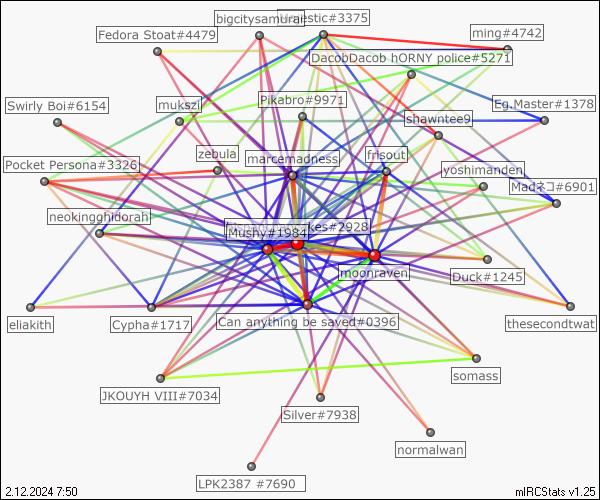 bigcitysamurai
Majestic#3375
Fedora Stoat#4479
ming#4742
DacobDacob hORNY police#5271
Swirly Boi#6154
mukszi
Pikabro#9971
Eg.Master#1378
shawntee9
zebula
marcemadness
frisout
Pocket Persona#3326
yoshimanden
Madネコ#6901
neokingghidorah
Mushy#1984
kes#2928
moonraven
Duck#1245
eliakith
Cypha#1717
Can anything be saved#0396
thesecondtwat
somass
JKOUYH VIII#7034
Silver#7938
normalwan
LPK2387 #7690
2.12.2024 7:50
mIRCStats v1.25